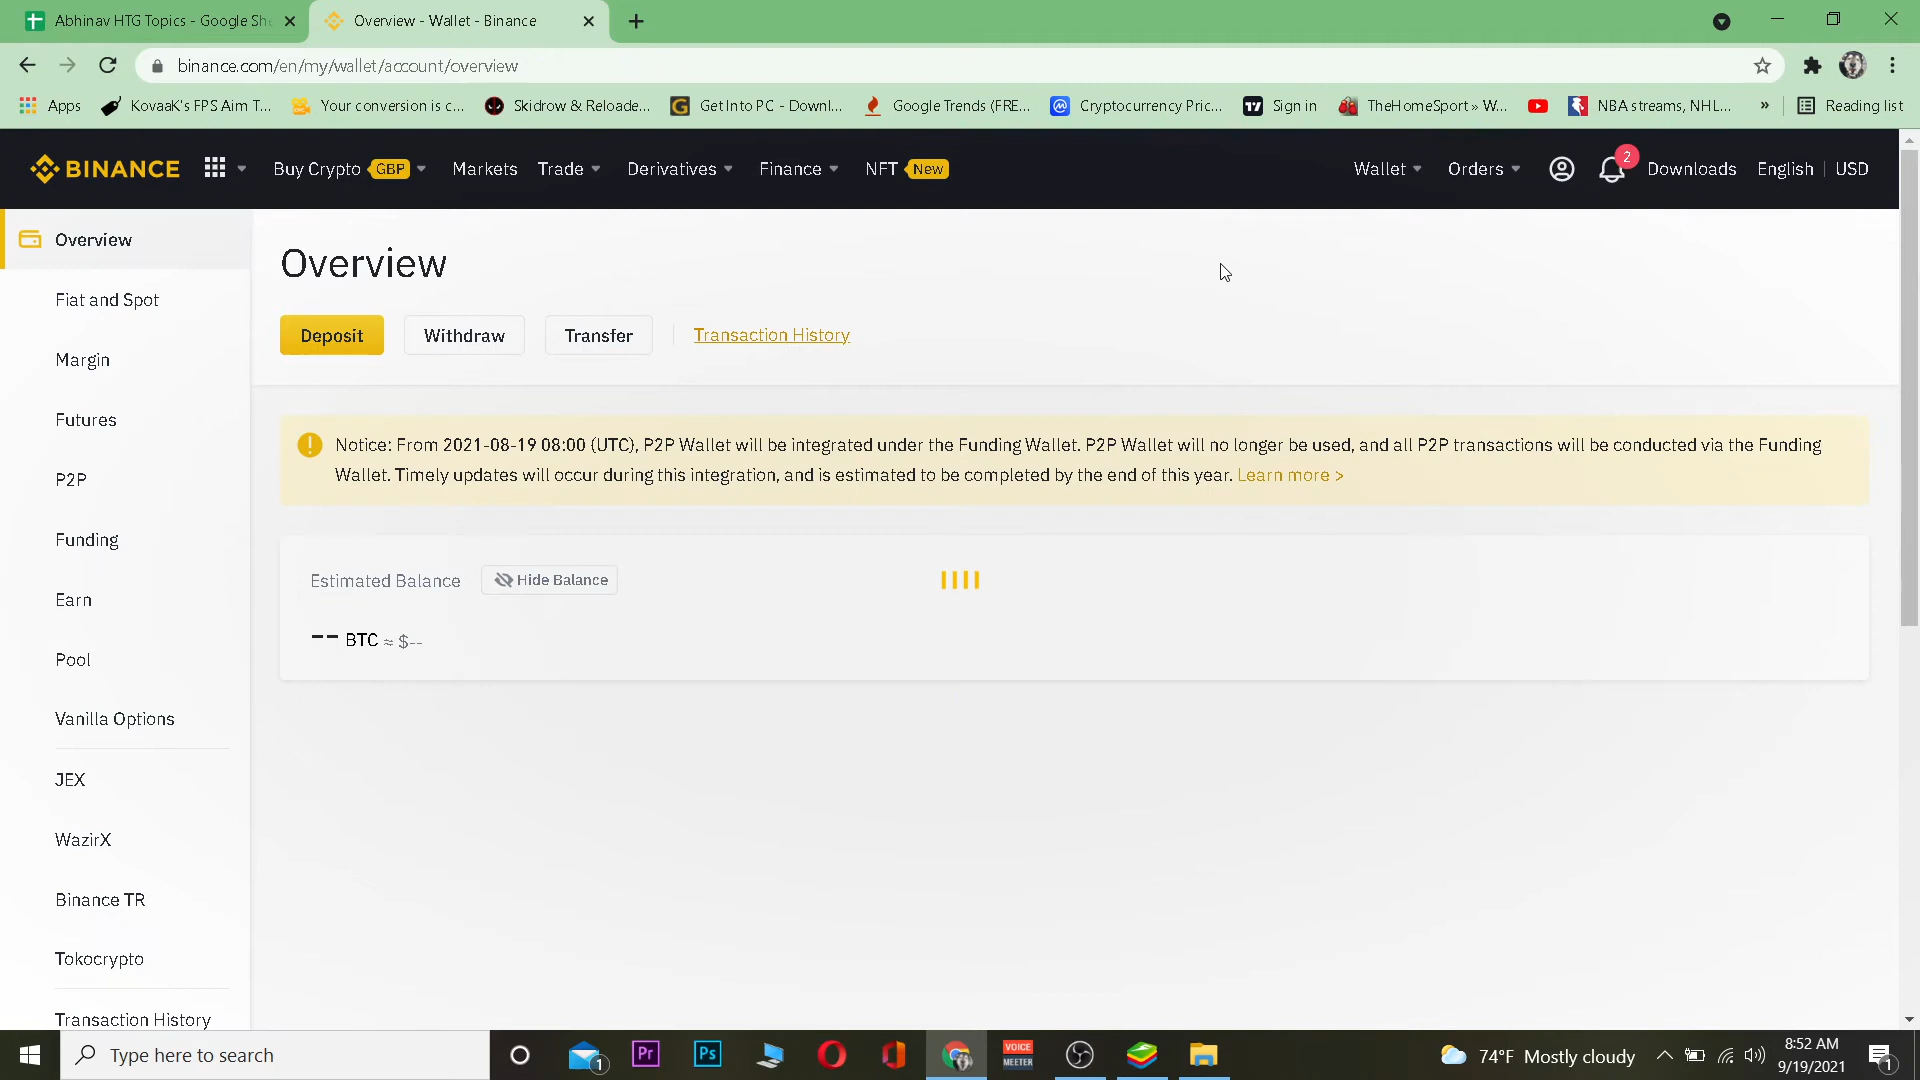 Abhinav HTG Topics - Google She
Overview - Wallet - Binance
binance.com/en/my/wallet/account/overview
Apps
KovaaK's FPS Aim T...
Your conversion is c...
Skidrow & Reloade...
Get Into PC - Downl...
Google Trends (FRE...
Cryptocurrency Pric...
Sign in
TheHomeSport » W...
NBA streams, NHL...
»
Reading list
BINANCE
Buy Crypto GBP
Markets
Trade
Derivatives
Finance
NFT New
Wallet
Orders
2
Downloads
English
USD
Overview
Fiat and Spot
Margin
Futures
P2P
Funding
Earn
Pool
Vanilla Options
JEX
WazirX
Binance TR
Tokocrypto
Transaction History
Overview
Deposit
Withdraw
Transfer
Transaction History
Notice: From 2021-08-19 08:00 (UTC), P2P Wallet will be integrated under the Funding Wallet. P2P Wallet will no longer be used, and all P2P transactions will be conducted via the Funding
Wallet. Timely updates will occur during this integration, and is estimated to be completed by the end of this year. Learn more >
Estimated Balance
Hide Balance
-- BTC ≈ $--
Type here to search
1
Pr
Ps
VOICE
MEETER
74°F Mostly cloudy
8:52 AM
9/19/2021
1